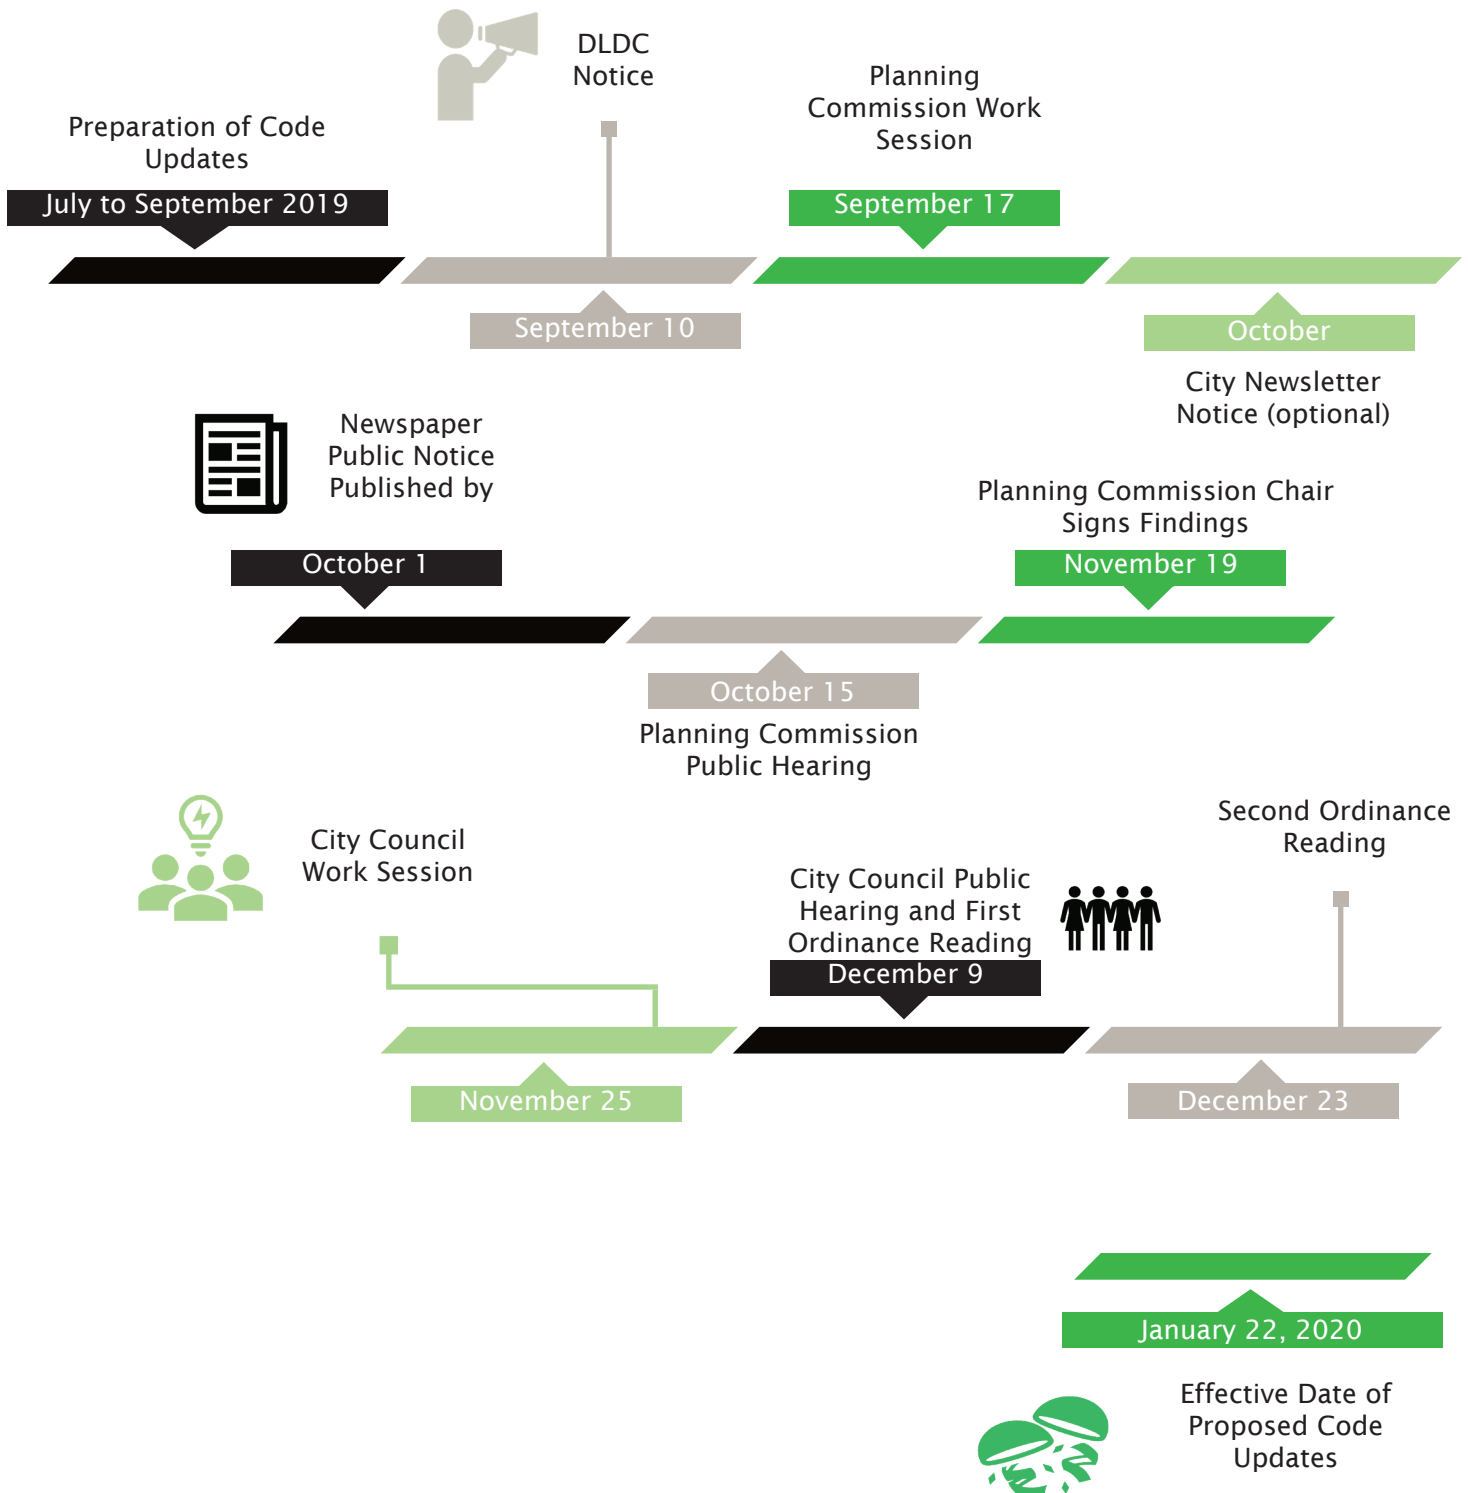 Preparation of Code
Updates
July to September 2019
DLDC
Notice
September 10
Planning
Commission Work
Session
September 17
October
City Newsletter
Notice (optional)
Newspaper
Public Notice
Published by
October 1
October 15
Planning Commission
Public Hearing
Planning Commission Chair
Signs Findings
November 19
City Council
Work Session
November 25
City Council Public
Hearing and First
Ordinance Reading
December 9
Second Ordinance
Reading
December 23
January 22, 2020
Effective Date of
Proposed Code
Updates